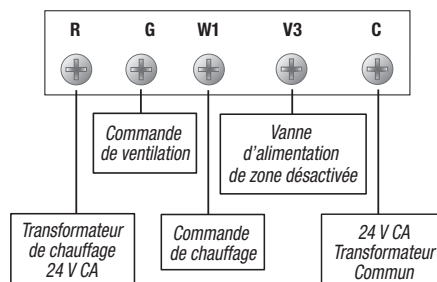 R G W1 V3 C
Commande
de ventilation
Vanne
d'alimentation
de zone désactivée
Transformateur
de chauffage
24 V CA
Commande
de chauffage
24 V CA
Transformateur
Commun